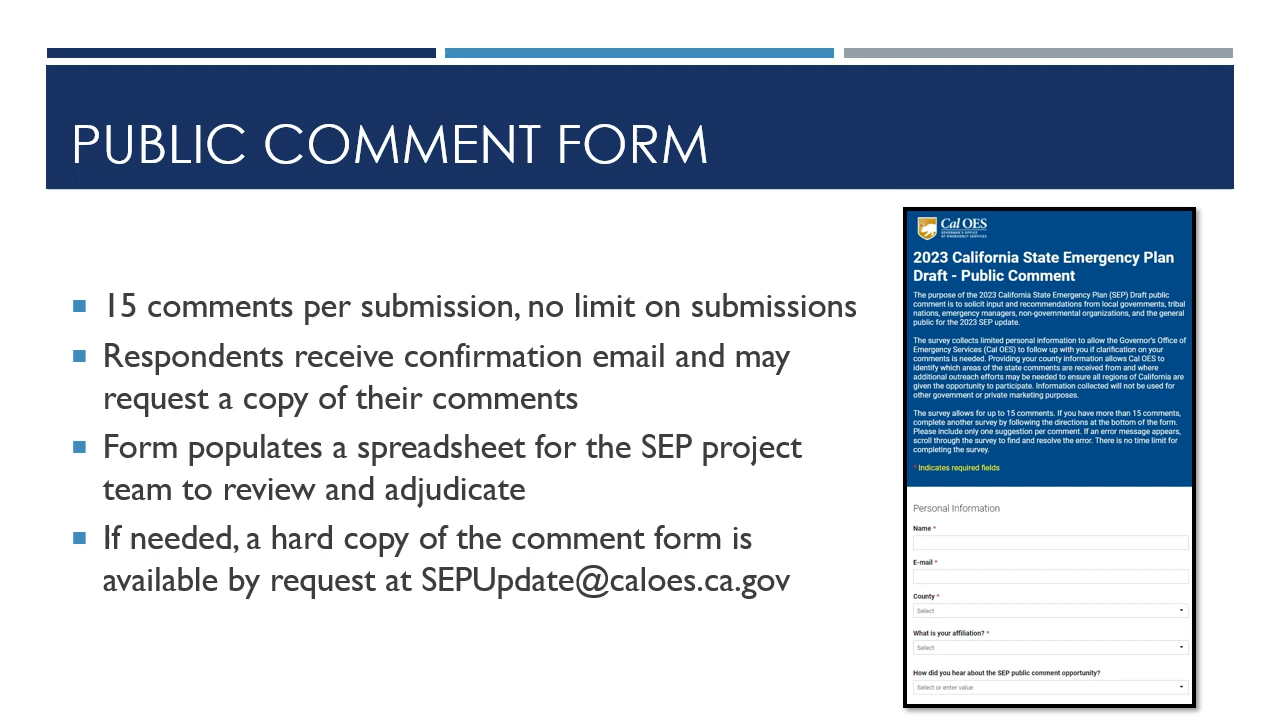 PUBLIC COMMENT FORM
15 comments per submission, no limit on submissions
Respondents receive confirmation email and may
request a copy of their comments
Form populates a spreadsheet for the SEP project
team to review and adjudicate
If needed, a hard copy of the comment form is
available by request at SEPUpdate@caloes.ca.gov
Cal OES
GOVERNOR'S OFFICE
OF EMERGENCY SERVICES
2023 California State Emergency Plan
Draft - Public Comment
The purpose of the 2023 California State Emergency Plan (SEP) Draft public
comment is to solicit input and recommendations from local governments, tribal
nations, emergency managers, non-governmental organizations, and the general
public for the 2023 SEP update.
The survey collects limited personal information to allow the Governor's Office of
Emergency Services (Cal OES) to follow up with you if clarification on your
comments is needed. Providing your county information allows Cal OES to
identify which areas of the state comments are received from and where
additional outreach efforts may be needed to ensure all regions of California are
given the opportunity to participate. Information collected will not be used for
other government or private marketing purposes.
The survey allows for up to 15 comments. If you have more than 15 comments,
complete another survey by following the directions at the bottom of the form.
Please include only one suggestion per comment. If an error message appears,
scroll through the survey to find and resolve the error. There is no time limit for
completing the survey.
* Indicates required fields
Personal Information
Name *
E-mail *
County *
Select
What is your affiliation? *
Select
How did you hear about the SEP public comment opportunity?
Select or enter value